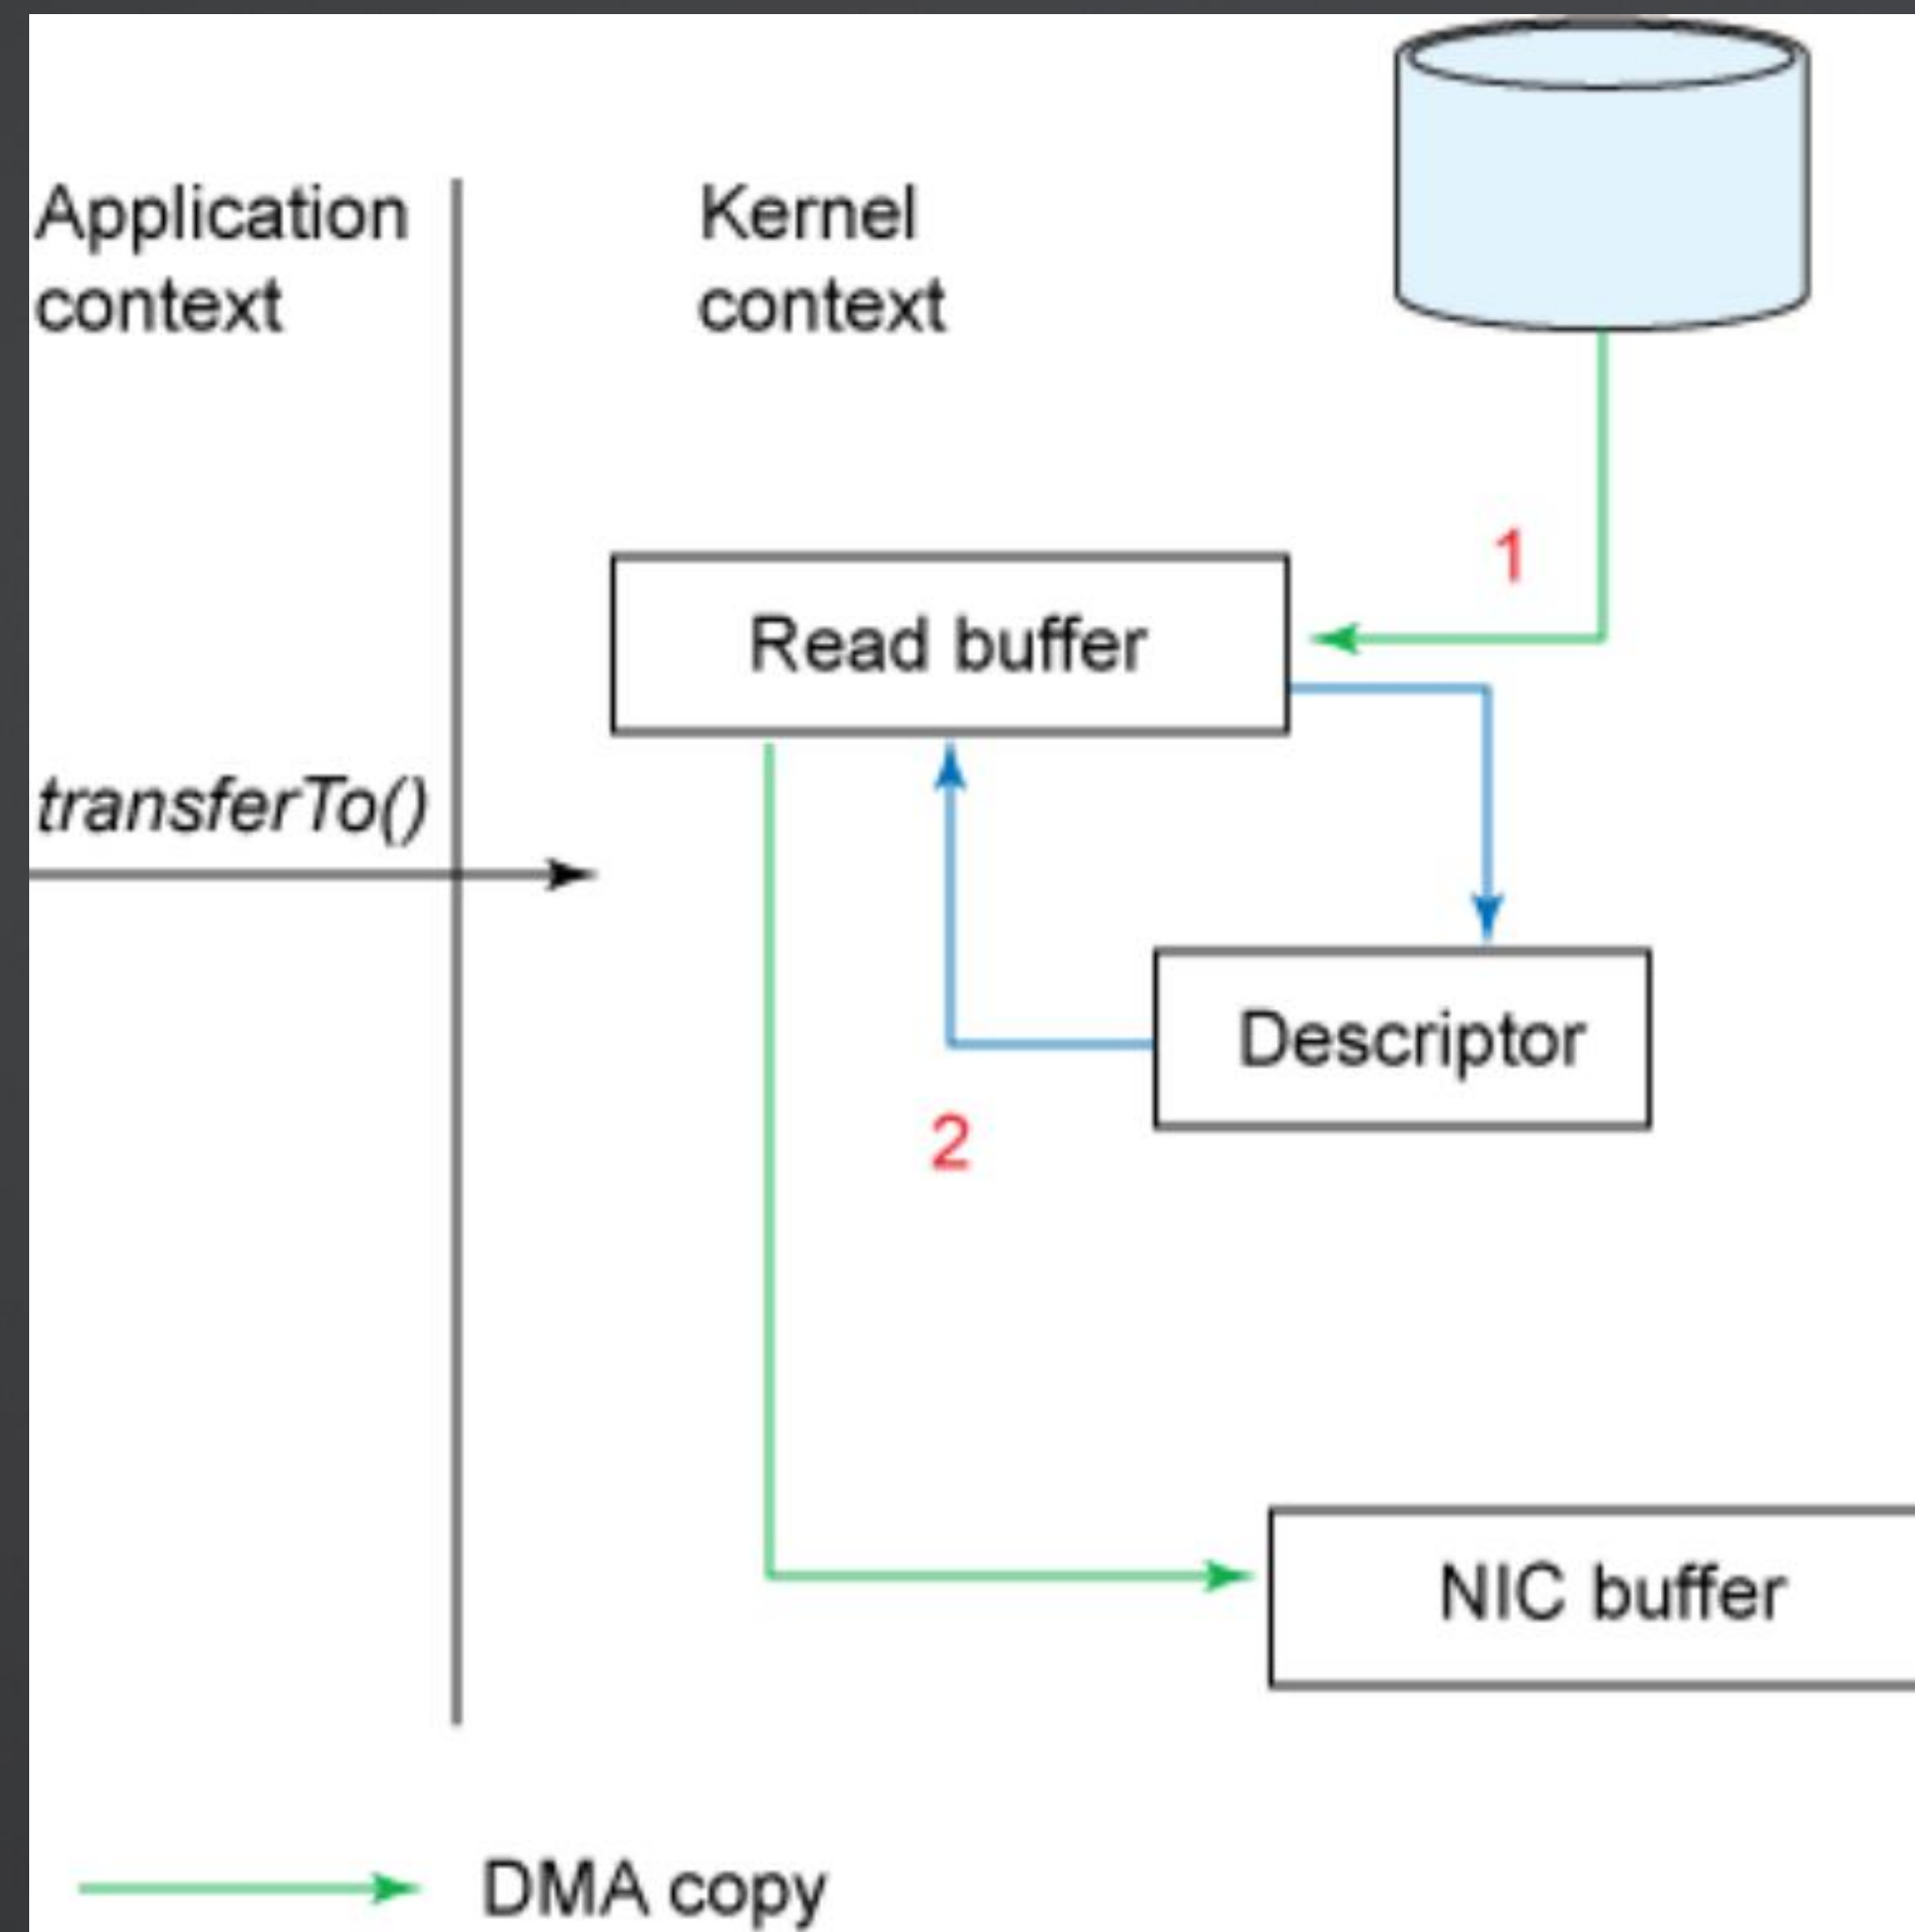 Application
context
Kernel
context
1
Read buffer
transferTo()
Descriptor
2
NIC buffer
DMA copy